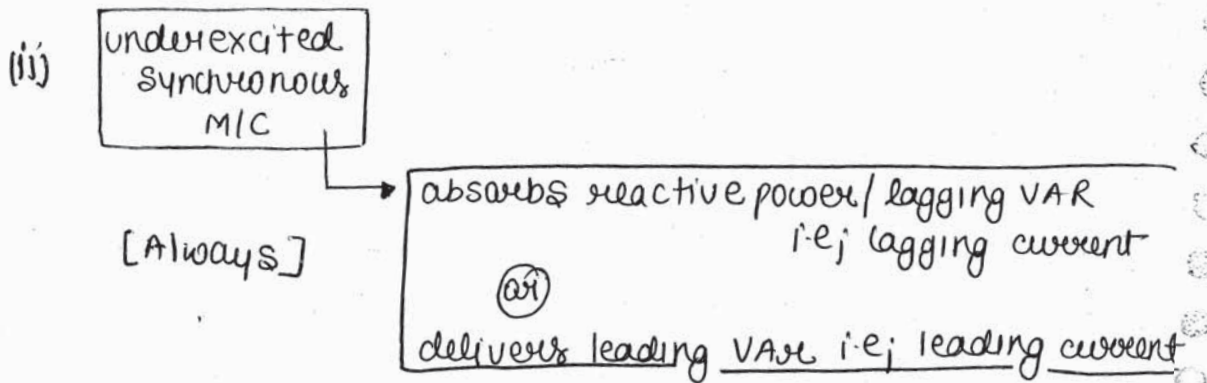 (ii) underexcited
synchronous
M/C
absorbs reactive power/ lagging VAR
i.e; lagging current
[Always]
or
delivers leading VAR i.e; leading current